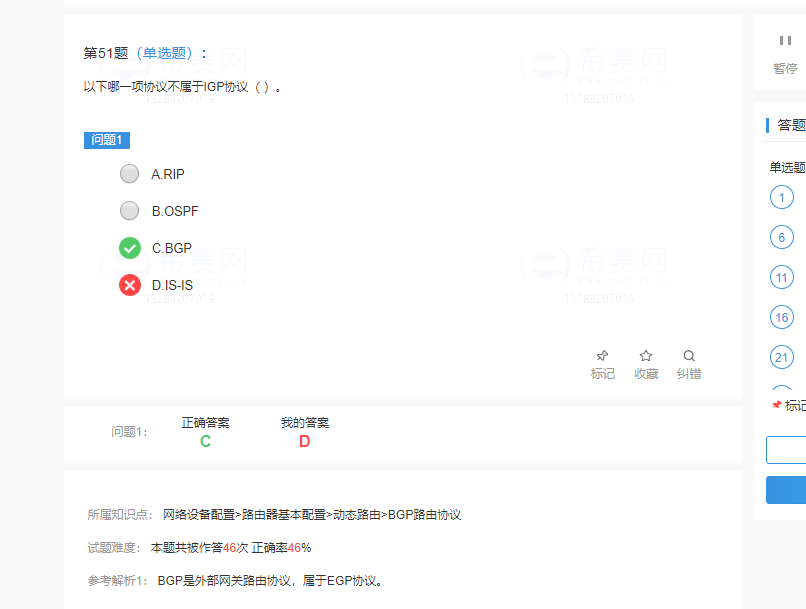 第51题（单选题）：
以下哪一项协议不属于IGP协议（ ）。
问题1
A.RIP
B.OSPF
C.BGP
D.IS-IS
标记 收藏 纠错
问题1： 正确答案 我的答案
C D
所属知识点： 网络设备配置>路由器基本配置>动态路由>BGP路由协议
试题难度： 本题共被作答46次 正确率46%
参考解析1： BGP是外部网关路由协议，属于EGP协议。
暂停
答题
单选题
1
6
11
16
21
标记
希赛网
15288207019
希赛网
15288207019
15288207019
15288207019